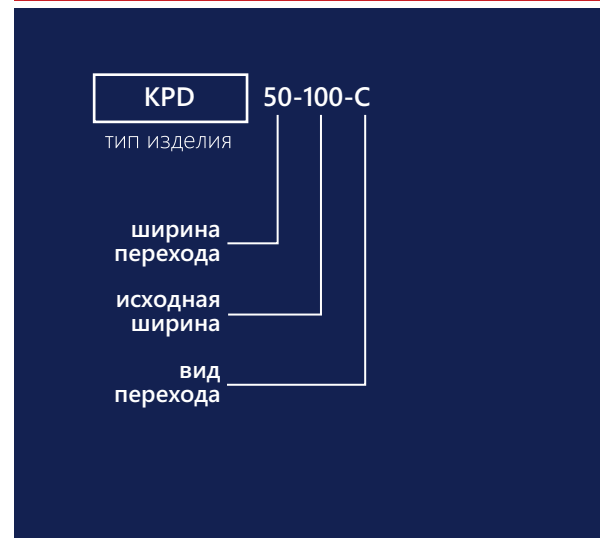 KPD 50-100-C
тип изделия
ширина
перехода
исходная
ширина
вид
перехода